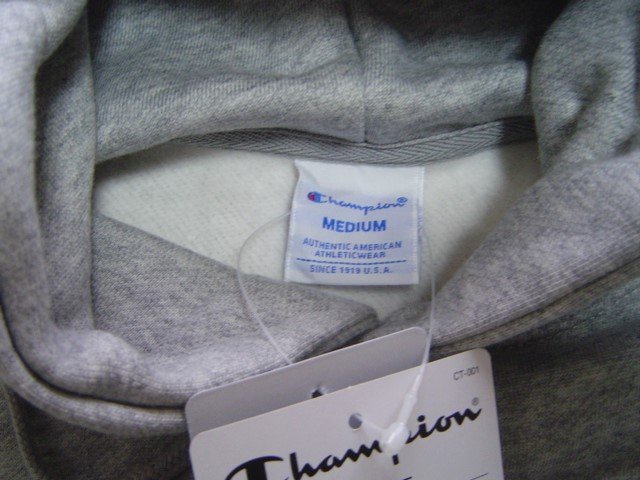 Champion®
MEDIUM
AUTHENTIC AMERICAN
ATHLETICWEAR
SINCE 1919 U.S.A.
CT-001
Champion®